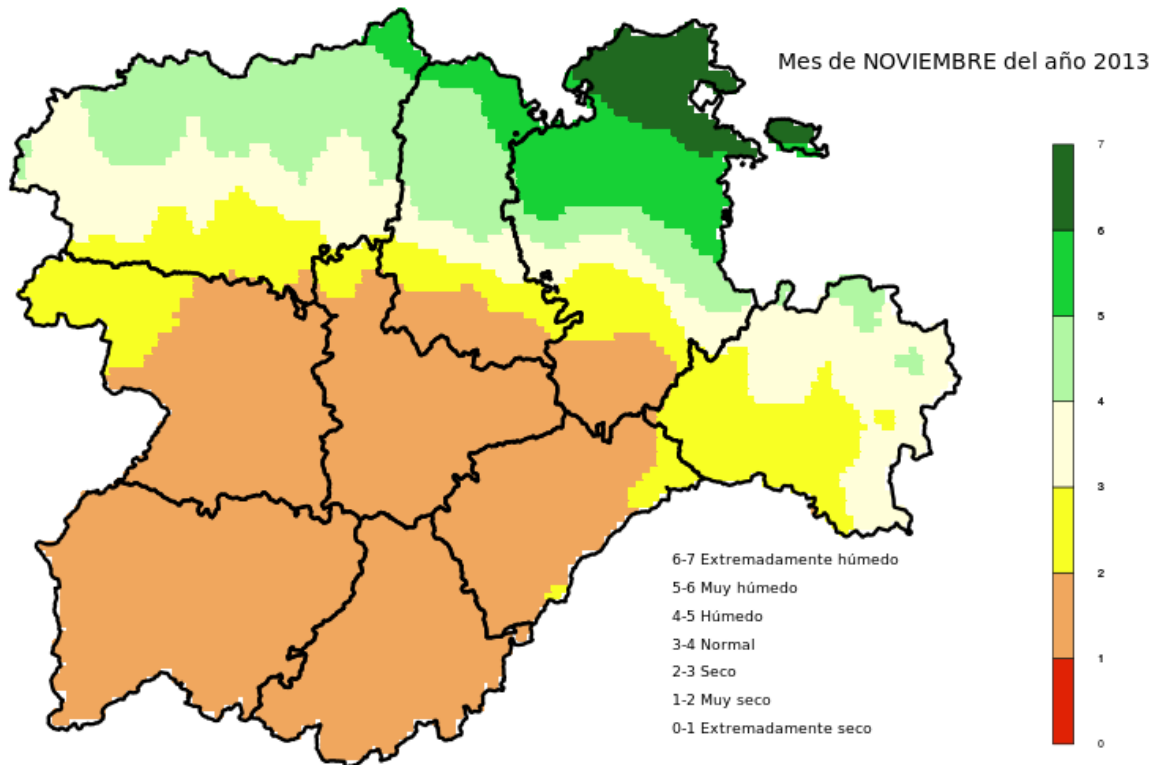 Mes de NOVIEMBRE del año 2013
7
6
5
4
3
2
1
0
6-7 Extremadamente húmedo
5-6 Muy húmedo
4-5 Húmedo
3-4 Normal
2-3 Seco
1-2 Muy seco
0-1 Extremadamente seco